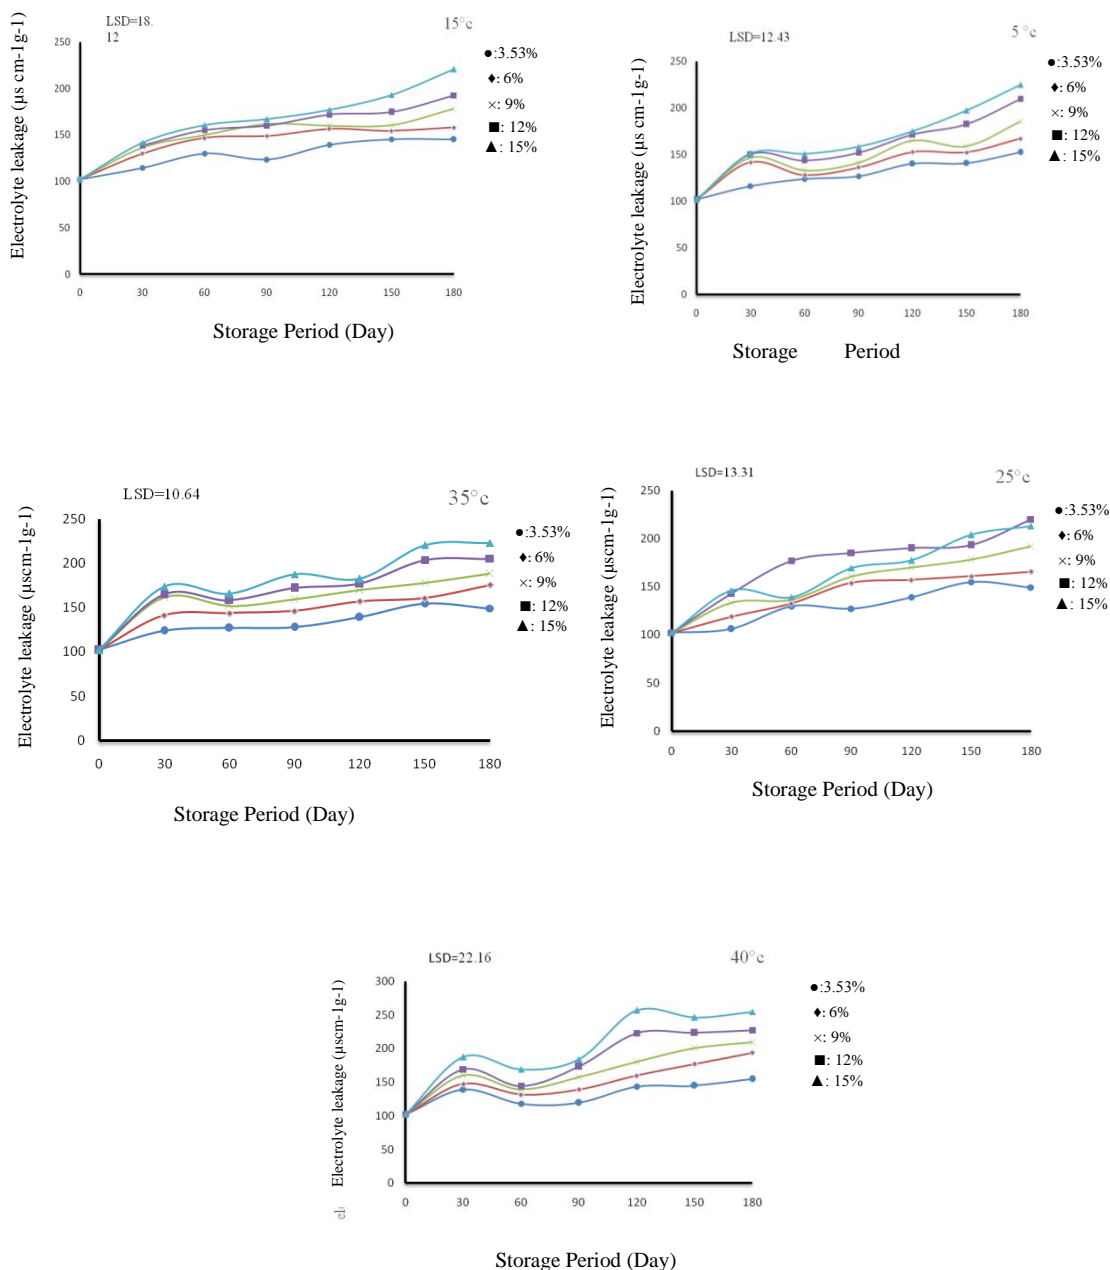 LSD=18.
12
15°c
Electrolyte leakage (µs cm-1g-1)
250
200
150
100
50
0
0 30 60 90 120 150 180
Storage Period (Day)
●:3.53%
♦: 6%
×: 9%
■: 12%
▲: 15%
LSD=12.43
5 °c
Electrolyte leakage (µs cm-1g-1)
250
200
150
100
50
0
0 30 60 90 120 150 180
Storage Period
●:3.53%
♦: 6%
×: 9%
■: 12%
▲: 15%
LSD=10.64
35°c
Electrolyte leakage (µscm-1g-1)
250
200
150
100
50
0
0 30 60 90 120 150 180
Storage Period (Day)
●:3.53%
♦: 6%
×: 9%
■: 12%
▲: 15%
LSD=13.31
25°c
Electrolyte leakage (µscm-1g-1)
250
200
150
100
50
0
0 30 60 90 120 150 180
Storage Period (Day)
●:3.53%
♦: 6%
×: 9%
■: 12%
▲: 15%
LSD=22.16
40°c
Electrolyte leakage (µscm-1g-1)
300
250
200
150
100
50
0
0 30 60 90 120 150 180
Storage Period (Day)
●:3.53%
♦: 6%
×: 9%
■: 12%
▲: 15%